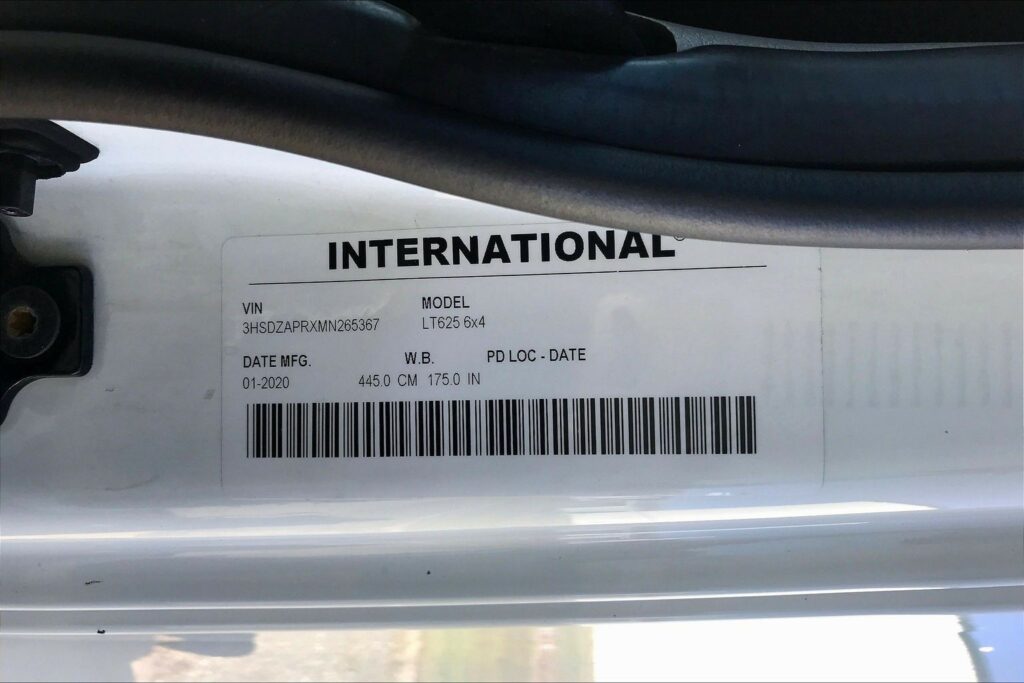 INTERNATIONAL®
VIN MODEL
3HSDZAPRXMN265367 LT625 6x4
DATE MFG. W.B. PD LOC - DATE
01-2020 445.0 CM 175.0 IN